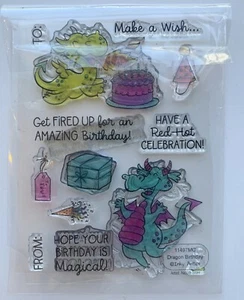 TO:
Make a Wish...
Get FIRED UP for an
AMAZING Birthday!
HAVE A
Red-Hot
CELEBRATION!
FROM:
HOPE YOUR
BIRTHDAY IS
Magical!
Dragon Birthday